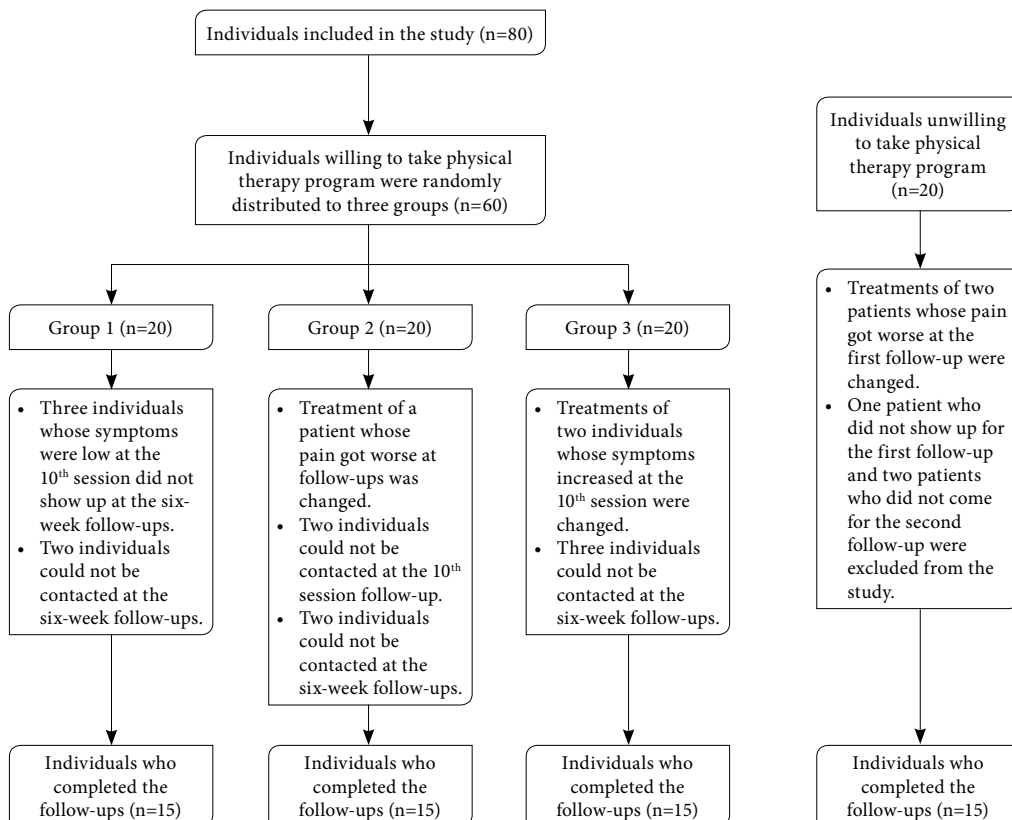 Individuals included in the study (n=80)
Individuals willing to take physical
therapy program were randomly
distributed to three groups (n=60)
Individuals unwilling
to take physical
therapy program
(n=20)
Group 1 (n=20)
Group 2 (n=20)
Group 3 (n=20)
• Three individuals
whose symptoms
were low at the
10th session did not
show up at the six-
week follow-ups.
• Two individuals
could not be
contacted at the
six-week follow-ups.
• Treatment of a
patient whose
pain got worse at
follow-ups was
changed.
• Two individuals
could not be
contacted at the 10th
session follow-up.
• Two individuals
could not be
contacted at the
six-week follow-ups.
• Treatments of
two individuals
whose symptoms
increased at the
10th session were
changed.
• Three individuals
could not be
contacted at the
six-week follow-ups.
• Treatments of two
patients whose pain
got worse at the
first follow-up were
changed.
• One patient who
did not show up for
the first follow-up
and two patients
who did not come
for the second
follow-up were
excluded from the
study.
Individuals who
completed the
follow-ups (n=15)
Individuals who
completed the
follow-ups (n=15)
Individuals who
completed the
follow-ups (n=15)
Individuals who
completed the
follow-ups (n=15)